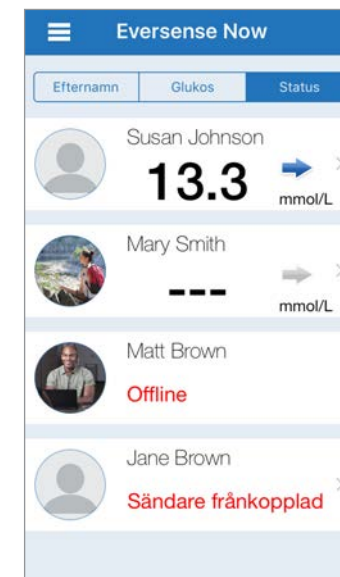 Eversense Now
Efternamn Glukos Status
Susan Johnson
13.3
mmol/L
Mary Smith
---
mmol/L
Matt Brown
Offline
Jane Brown
Sändare frånkopplad